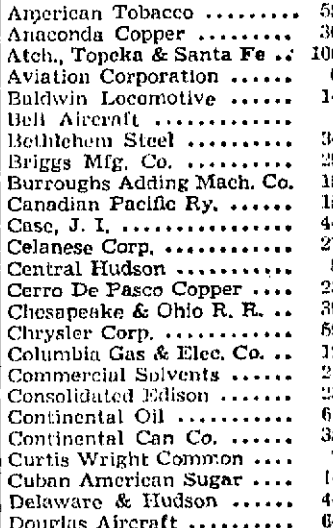 American Tobacco .........
Anaconda Copper .........
Atch., Topeka & Santa Fe .. 10
Aviation Corporation ......
Baldwin Locomotive ......
Bell Aircraft ............
Bethlehem Steel .........
Briggs Mfg. Co. ..........
Burroughs Adding Mach. Co.
Canadian Pacific Ry. ......
Case, J. I. ...............
Celanese Corp. ............
Central Hudson ...........
Cerro De Pasco Copper ....
Chesapeake & Ohio R. R. ..
Chrysler Corp. ............
Columbia Gas & Elec. Co. ..
Commercial Solvents ......
Consolidated Edison .......
Continental Oil ...........
Continental Can Co. ......
Curtis Wright Common ....
Cuban American Sugar ....
Delaware & Hudson ......
Douglas Aircraft ..........